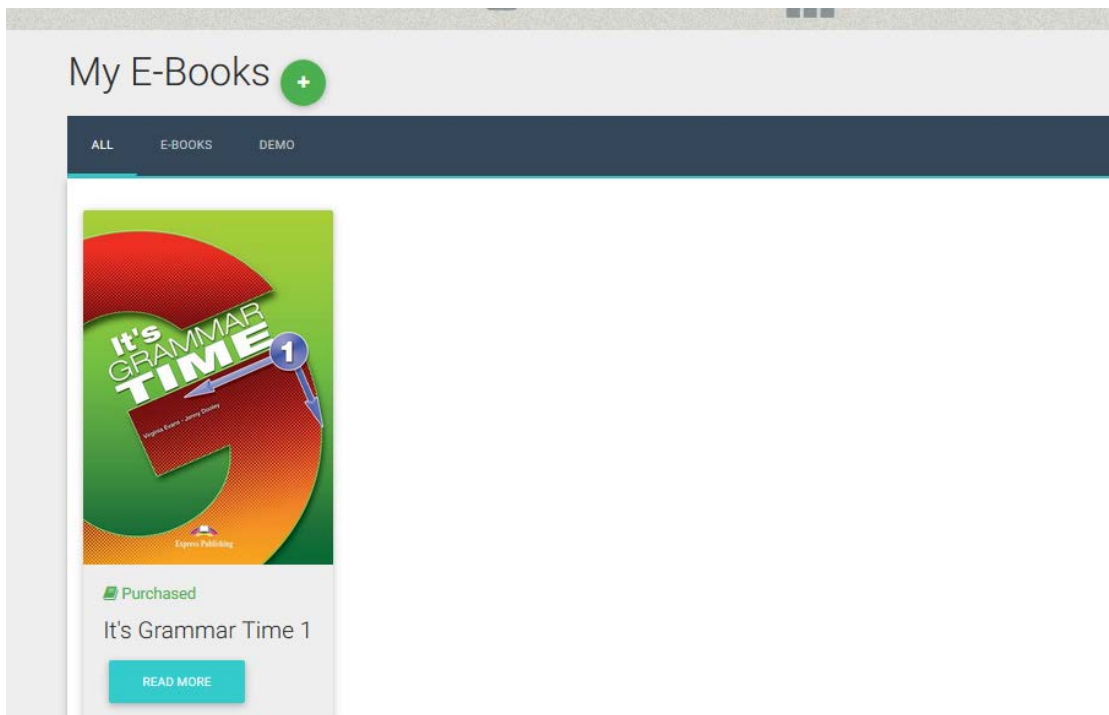 My E-Books +
ALL E-BOOKS DEMO
It's
GRAMMAR
TIME
1
Virginia Evans - Jenny Dooley
Express Publishing
Purchased
It's Grammar Time 1
READ MORE